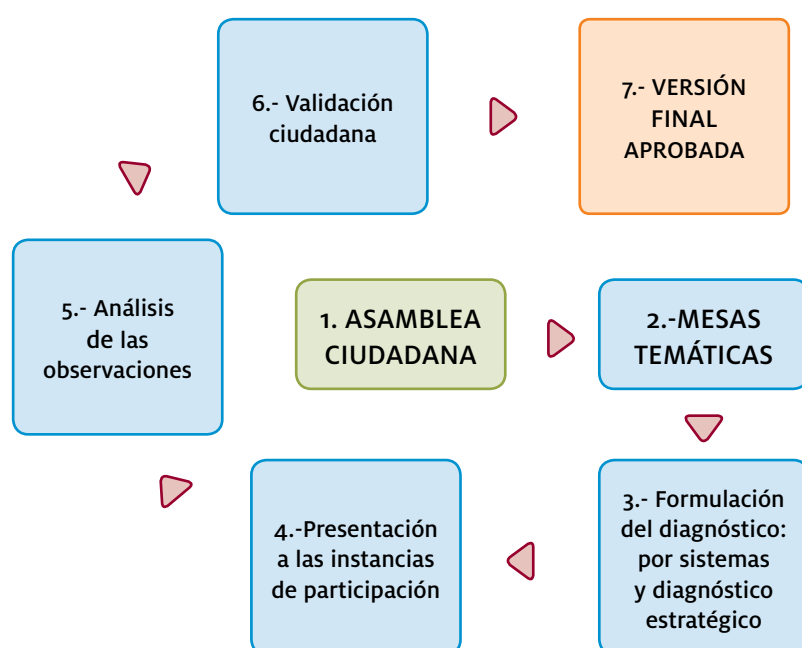 6.- Validación
ciudadana
7.- VERSIÓN
FINAL
APROBADA
5.- Análisis
de las
observaciones
1. ASAMBLEA
CIUDADANA
2.-MESAS
TEMÁTICAS
4.-Presentación
a las instancias
de participación
3.- Formulación
del diagnóstico:
por sistemas
y diagnóstico
estratégico